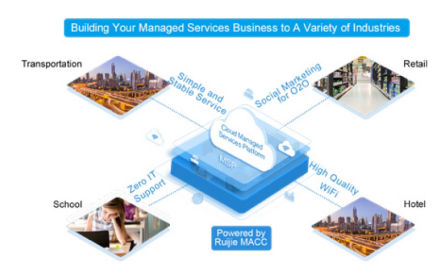 Building Your Managed Services Business to A Variety of Industries
Transportation
Retail
Simple and
Stable Service
Social Marketing
for O2O
Cloud Managed
Services Platform
Zero IT
Support
High Quality
WiFi
School
Hotel
Powered by
Ruijie MACC